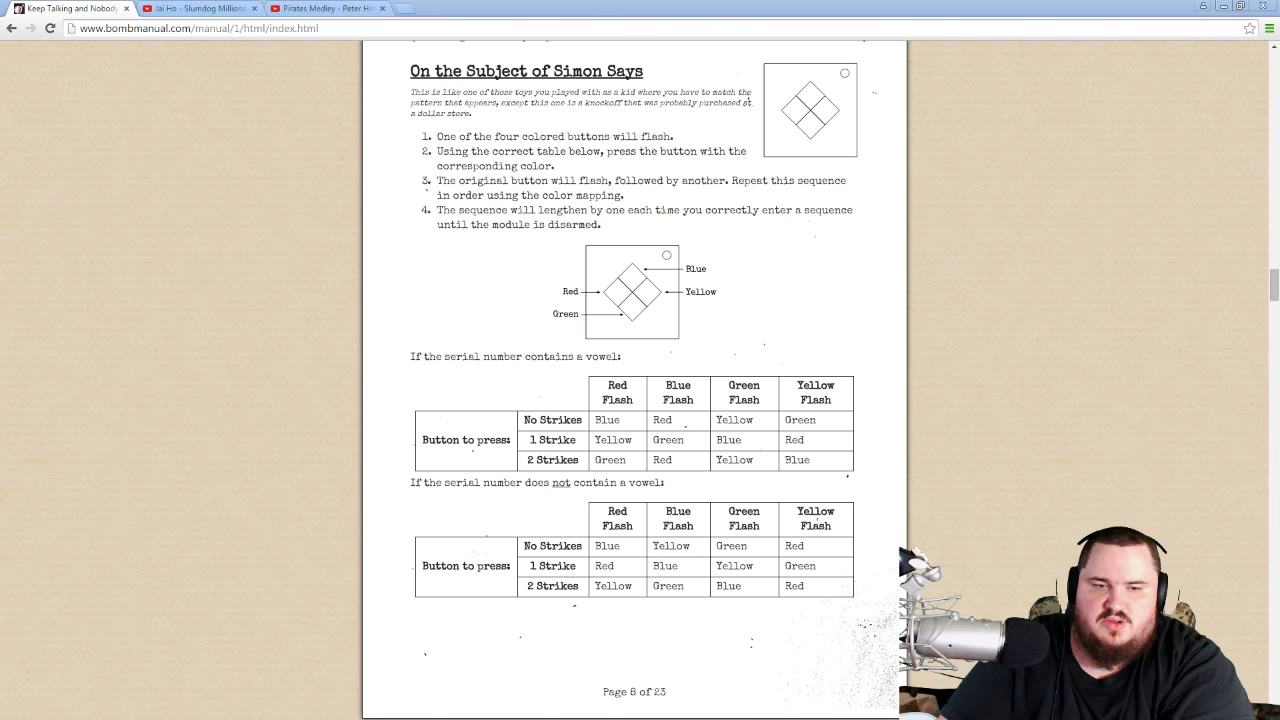 Keep Talking and Nobody
Jai Ho - Slumdog Million
Pirates Medley - Peter Ho
www.bombmanual.com/manual/1/html/index.html
On the Subject of Simon Says
This is like one of those toys you played with as a kid where you have to match the
pattern that appears, except this one is a knockoff that was probably purchased at
a dollar store.
1. One of the four colored buttons will flash.
2. Using the correct table below, press the button with the
corresponding color.
3. The original button will flash, followed by another. Repeat this sequence
in order using the color mapping.
4. The sequence will lengthen by one each time you correctly enter a sequence
until the module is disarmed.
Blue
Red
Yellow
Green
If the serial number contains a vowel:
Red Flash Blue Flash Green Flash Yellow Flash
Button to press:
No Strikes Blue Red Yellow Green
1 Strike Yellow Green Blue Red
2 Strikes Green Red Yellow Blue
If the serial number does not contain a vowel:
Red Flash Blue Flash Green Flash Yellow Flash
Button to press:
No Strikes Blue Yellow Green Red
1 Strike Red Blue Yellow Green
2 Strikes Yellow Green Blue Red
Page 8 of 23